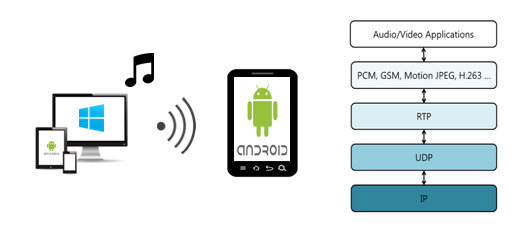 ANDROID
Audio/Video Applications
PCM, GSM, Motion JPEG, H.263 ...
RTP
UDP
IP